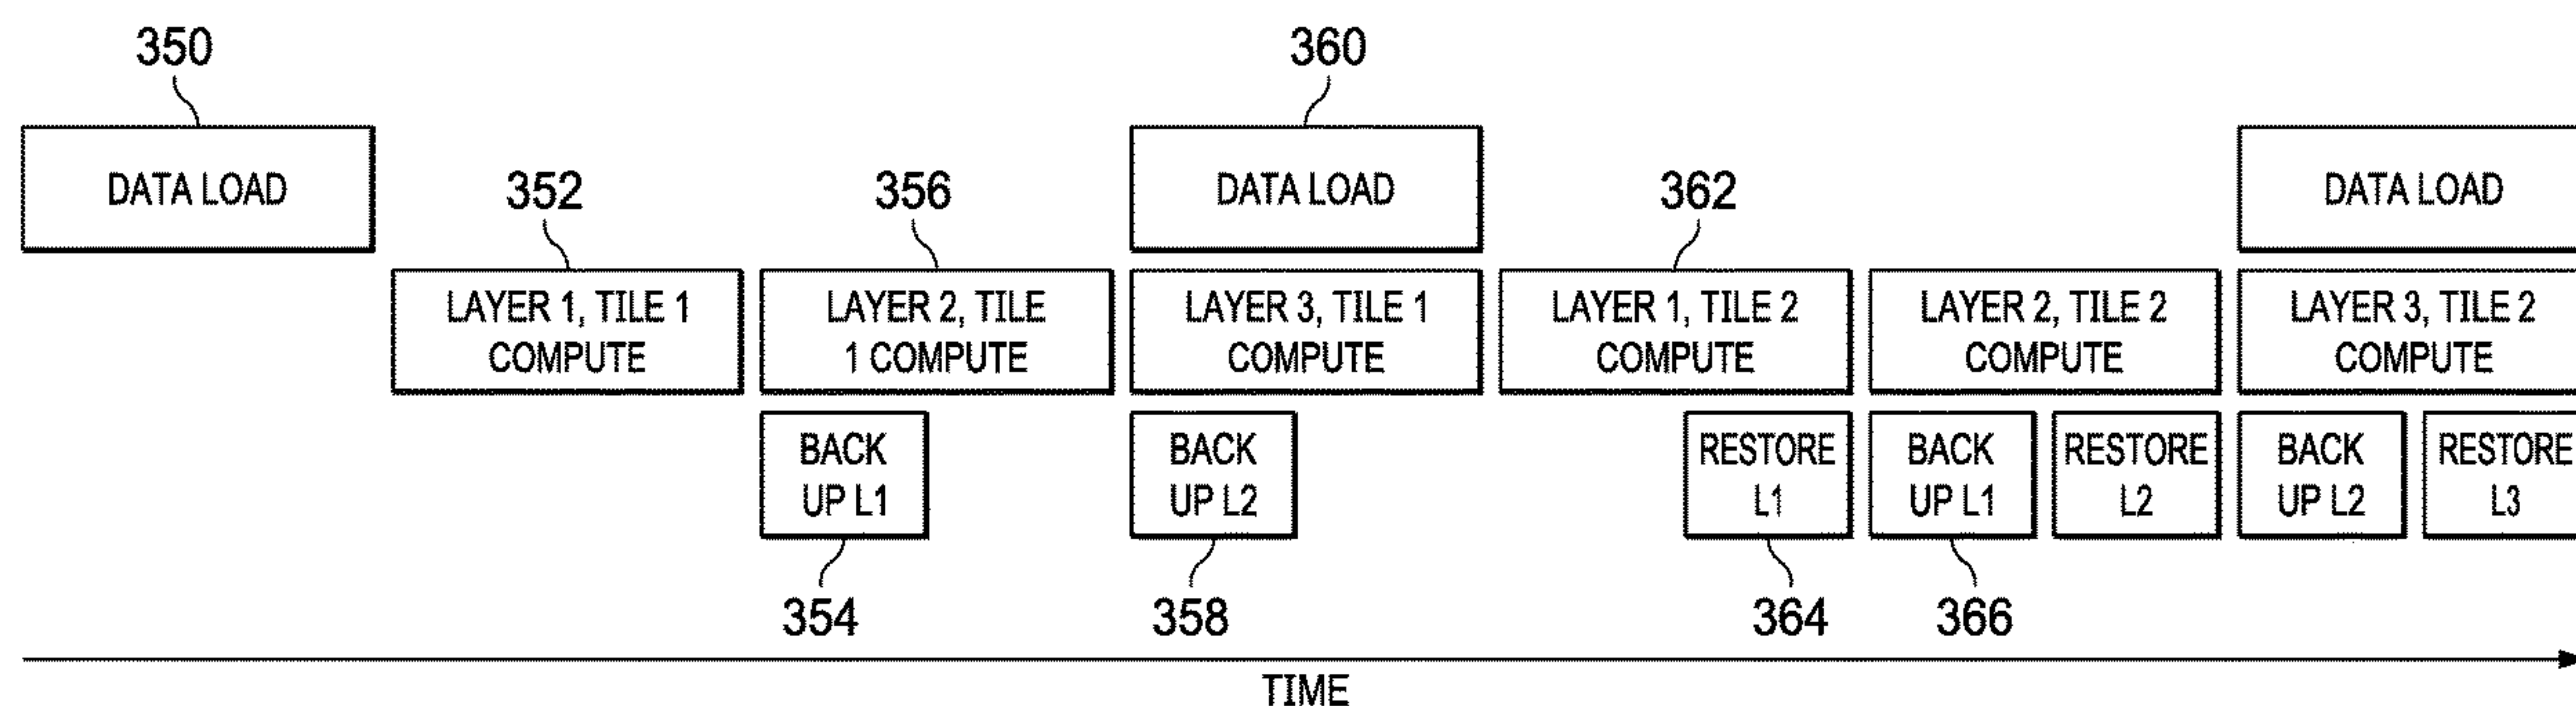 350
360
DATA LOAD
352
356
DATA LOAD
362
DATA LOAD
LAYER 1, TILE 1
COMPUTE
LAYER 2, TILE
1 COMPUTE
LAYER 3, TILE 1
COMPUTE
LAYER 1, TILE 2
COMPUTE
LAYER 2, TILE 2
COMPUTE
LAYER 3, TILE 2
COMPUTE
BACK
UP L1
BACK
UP L2
RESTORE
L1
BACK
UP L1
RESTORE
L2
BACK
UP L2
RESTORE
L3
354
358
364
366
TIME